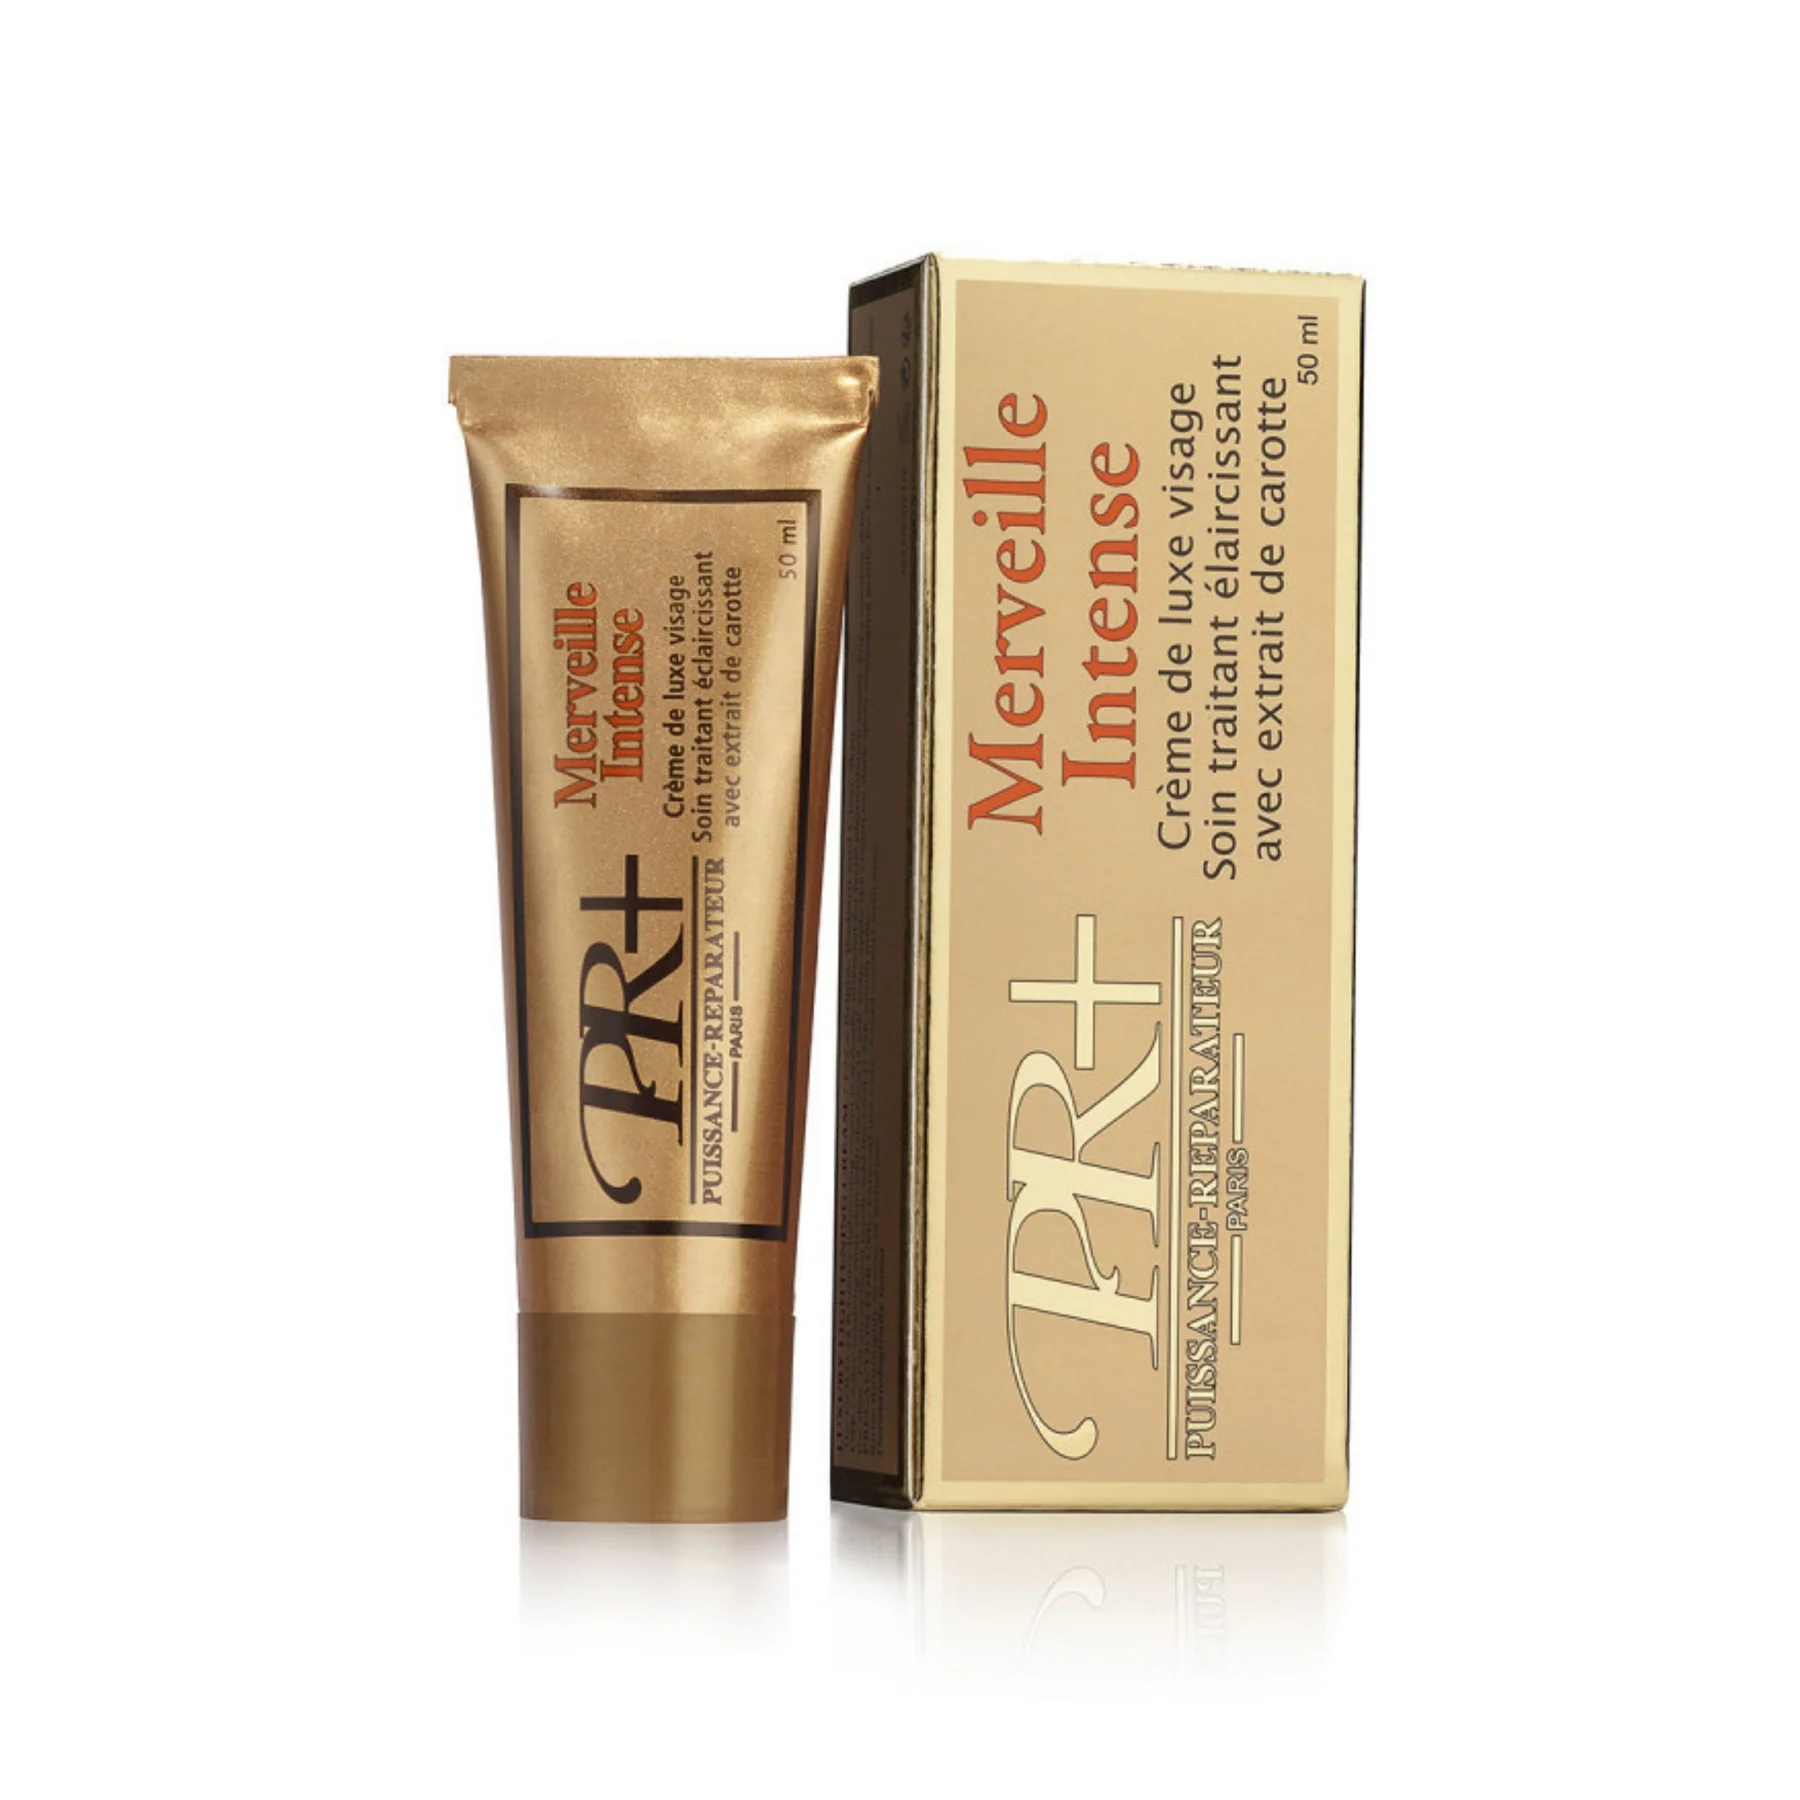 PR+
PUISSANCE-REPARATEUR
PARIS
Merveille
Intense
Crème de luxe visage
Soin traitant éclaircissant
avec extrait de carotte
50 ml
PR+
PUISSANCE-REPARATEUR
PARIS
Merveille
Intense
Crème de luxe visage
Soin traitant élaircissant
avec extrait de carotte
50 ml